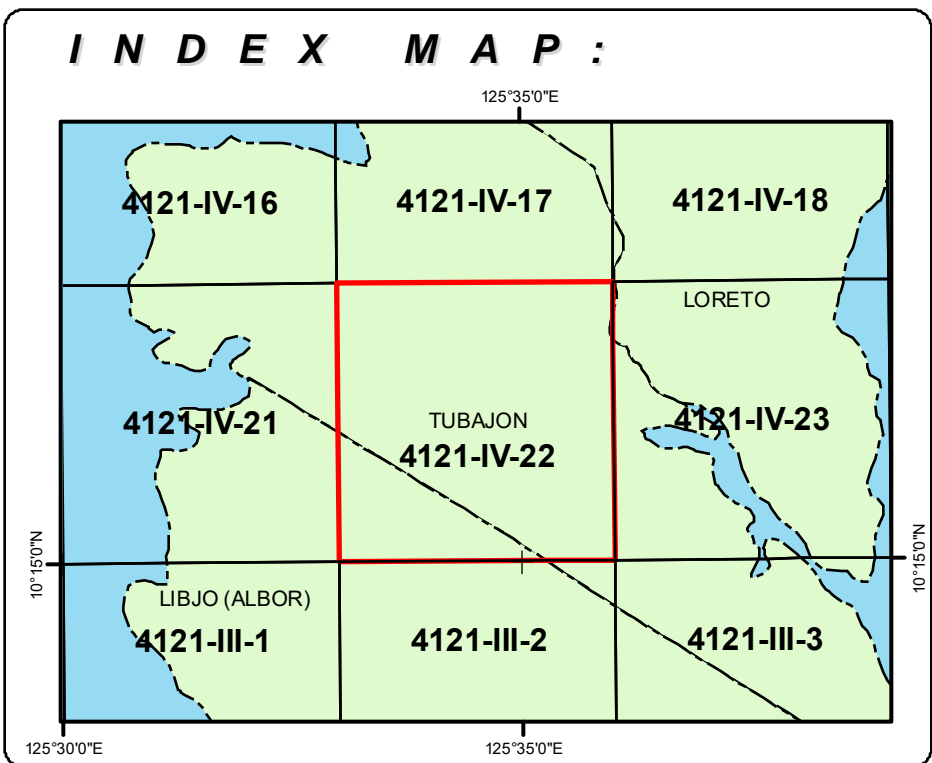 INDEX MAP:
125°35'0"E
4121-IV-16
4121-IV-17
4121-IV-18
LORETO
4121-IV-21
TUBAJON
4121-IV-22
4121-IV-23
10°15'0"N
10°15'0"N
LIBJO (ALBOR)
4121-III-1
4121-III-2
4121-III-3
125°30'0"E
125°35'0"E